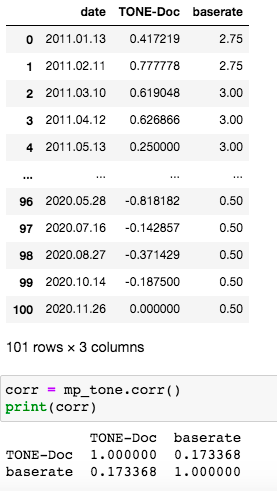 date TONE-Doc baserate
0 2011.01.13 0.417219 2.75
1 2011.02.11 0.777778 2.75
2 2011.03.10 0.619048 3.00
3 2011.04.12 0.626866 3.00
4 2011.05.13 0.250000 3.00
... ... ... ...
96 2020.05.28 -0.818182 0.50
97 2020.07.16 -0.142857 0.50
98 2020.08.27 -0.371429 0.50
99 2020.10.14 -0.187500 0.50
100 2020.11.26 0.000000 0.50
101 rows × 3 columns
corr = mp_tone.corr()
print(corr)
TONE-Doc baserate
TONE-Doc 1.000000 0.173368
baserate 0.173368 1.000000